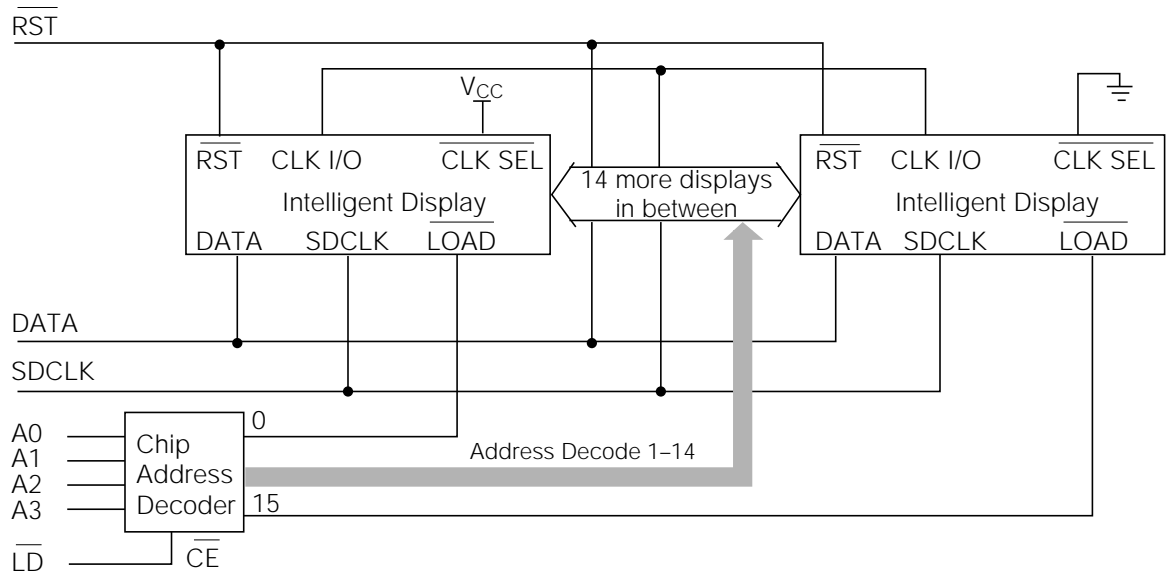 RST
VCC
RST CLK I/O CLK SEL
Intelligent Display
DATA SDCLK LOAD
14 more displays
in between
RST CLK I/O CLK SEL
Intelligent Display
DATA SDCLK LOAD
DATA
SDCLK
A0
A1
A2
A3
Chip
Address
Decoder
0
Address Decode 1–14
15
LD
CE